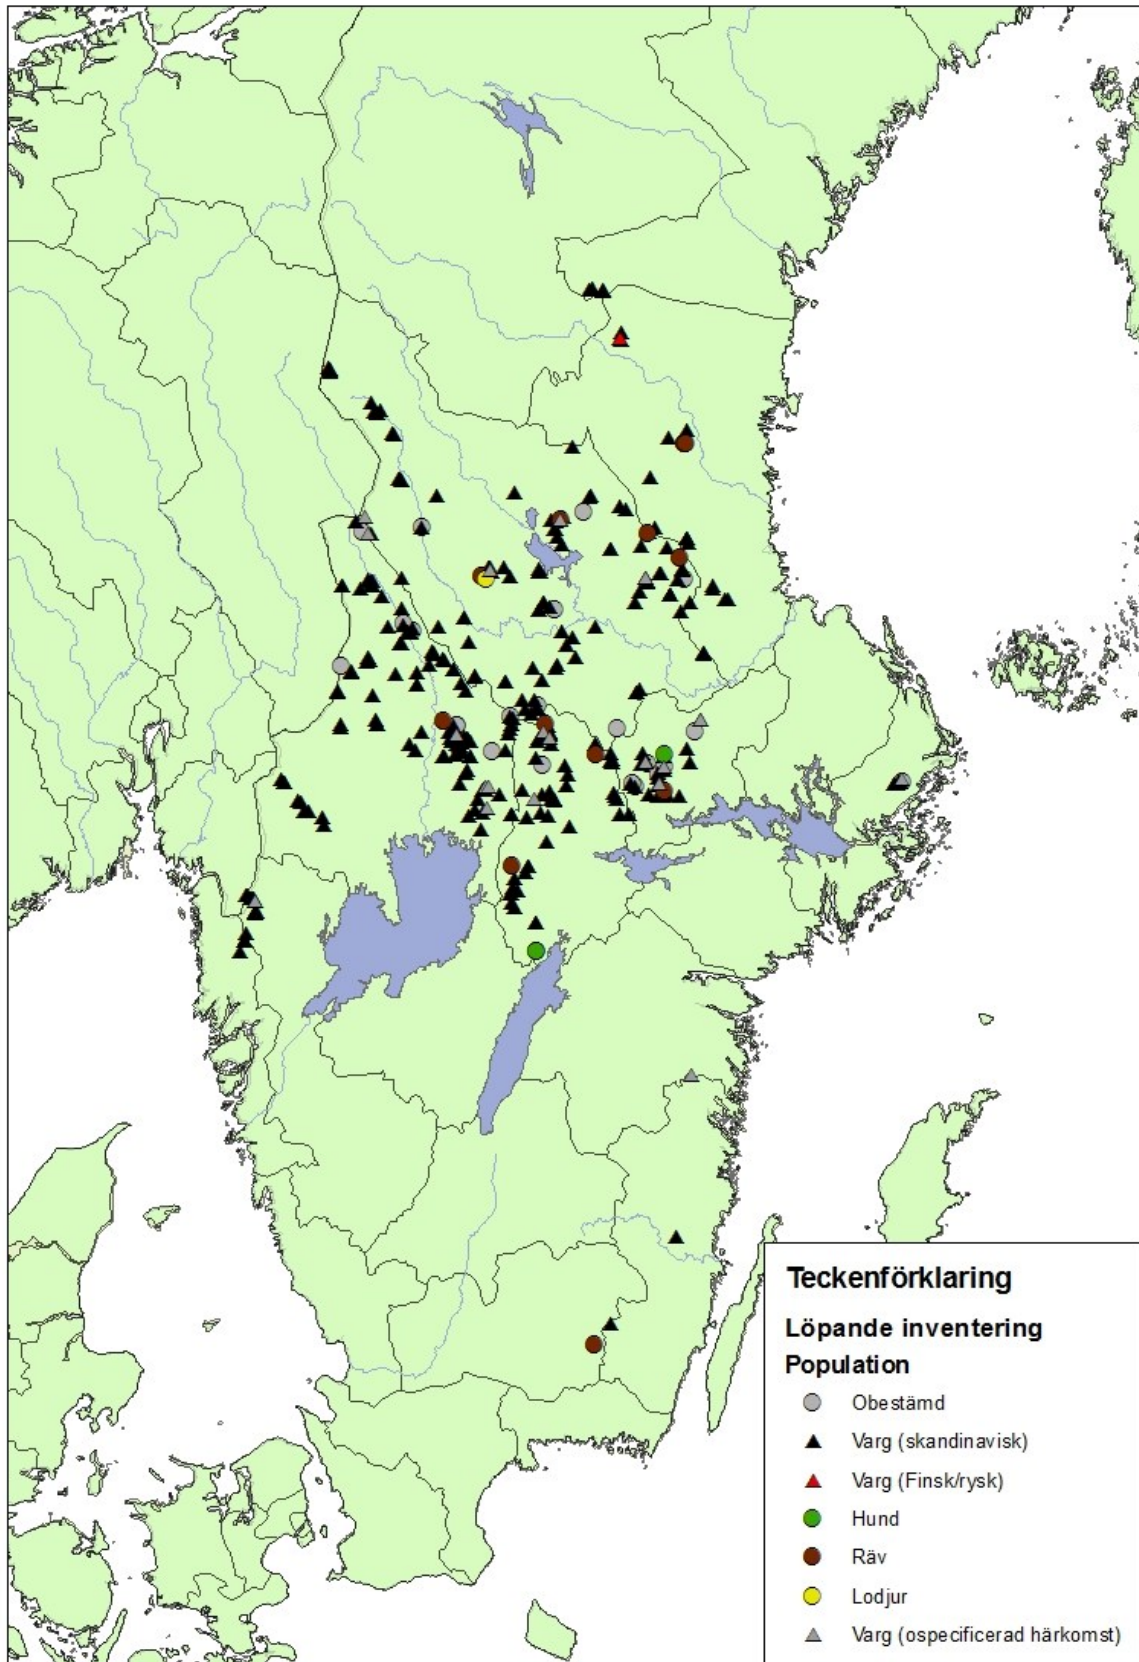 Teckenförklaring
Löpande inventering
Population
Obestämd
Varg (skandinavisk)
Varg (Finsk/rysk)
Hund
Räv
Lodjur
Varg (ospecificerad härkomst)